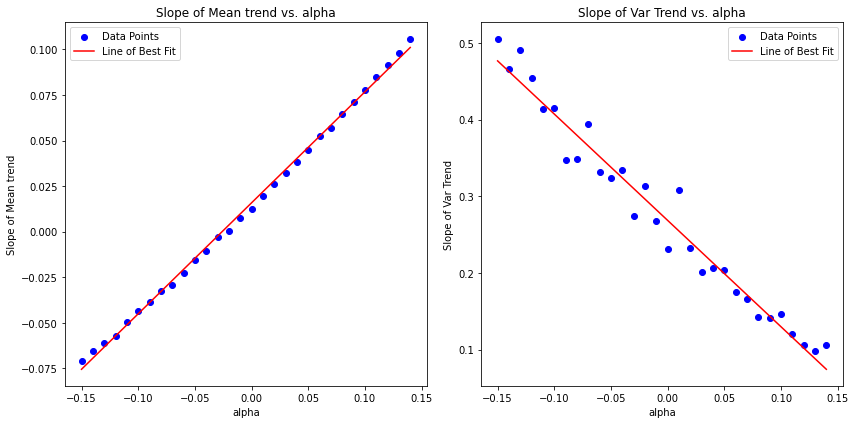 Slope of Mean trend vs. alpha
Data Points
Line of Best Fit
Slope of Mean trend
0.100
0.075
0.050
0.025
0.000
−0.025
−0.050
−0.075
−0.15
−0.10
−0.05
0.00
0.05
0.10
0.15
alpha
Slope of Var Trend vs. alpha
Data Points
Line of Best Fit
Slope of Var Trend
0.5
0.4
0.3
0.2
0.1
−0.15
−0.10
−0.05
0.00
0.05
0.10
0.15
alpha